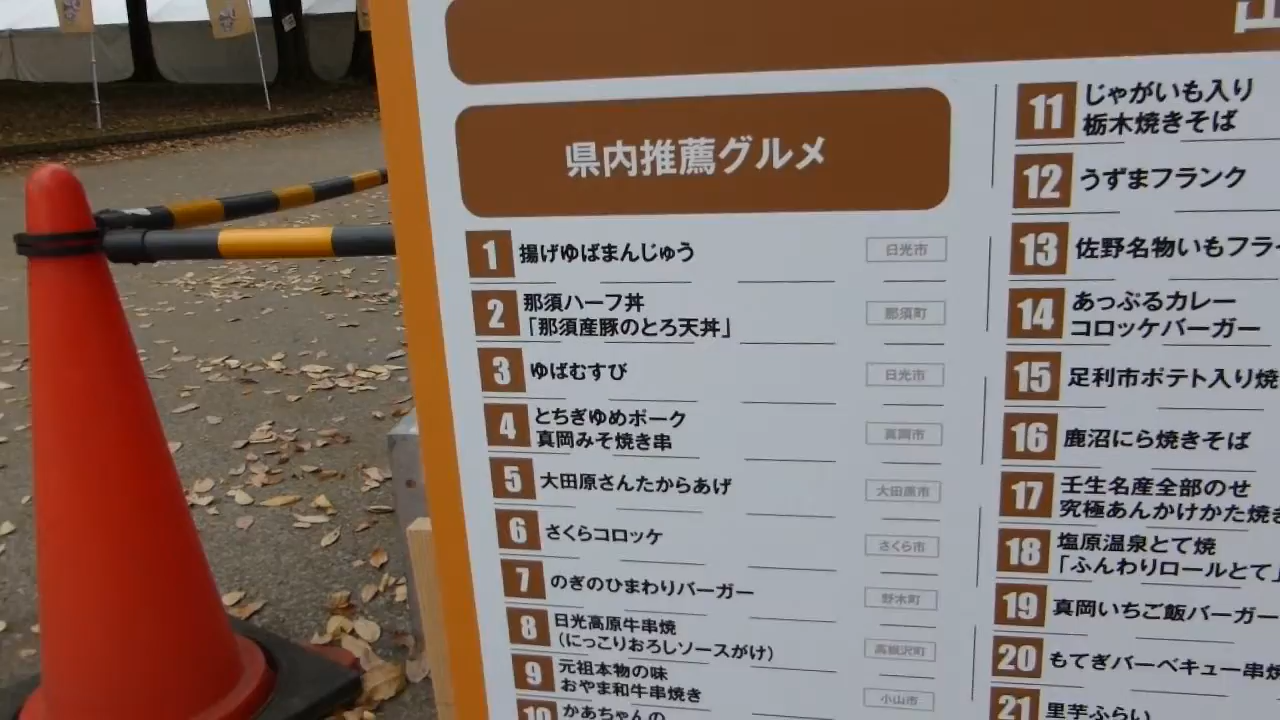 県内推薦グルメ
1 揚げゆばまんじゅう 日光市
2 那須ハーフ丼
「那須産豚のとろ天丼」 那須町
3 ゆばむすび 日光市
4 とちぎゆめポーク
真岡みそ焼き串 真岡市
5 大田原さんたからあげ 大田原市
6 さくらコロッケ さくら市
7 のぎのひまわりバーガー 野木町
8 日光高原牛串焼
(にっこりおろしソースがけ) 高根沢町
9 元祖本物の味
おやま和牛串焼き 小山市
10 かあちゃんの
11 じゃがいも入り
栃木焼きそば
12 うずまフランク
13 佐野名物いもフラ
14 あっぷるカレー
コロッケバーガー
15 足利市ポテト入り焼
16 鹿沼にら焼きそば
17 壬生名産全部のせ
究極あんかけかた焼き
18 塩原温泉とて焼
「ふんわりロールとて」
19 真岡いちご飯バーガー
20 もてぎバーベキュー串焼
21 里芋ふらい